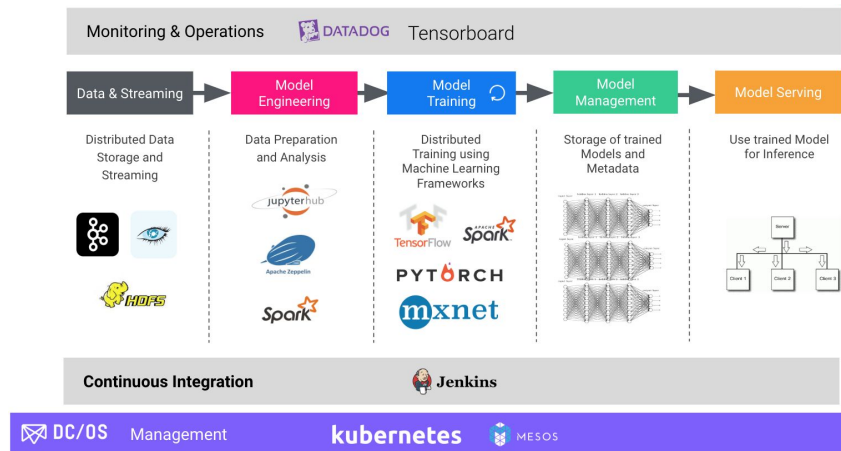 Monitoring & Operations
DATADOG
Tensorboard
Data & Streaming
Model
Engineering
Model
Training
Model
Management
Model Serving
Distributed Data
Storage and
Streaming
Data Preparation
and Analysis
Distributed
Training using
Machine Learning
Frameworks
Storage of trained
Models and
Metadata
Use trained Model
for Inference
HDFS
jupyterhub
Apache Zeppelin
Spark
TensorFlow
APACHE
Spark
PYTORCH
mxnet
Server
Client 1
Client 2
Client 3
Continuous Integration
Jenkins
DC/OS
Management
kubernetes
MESOS